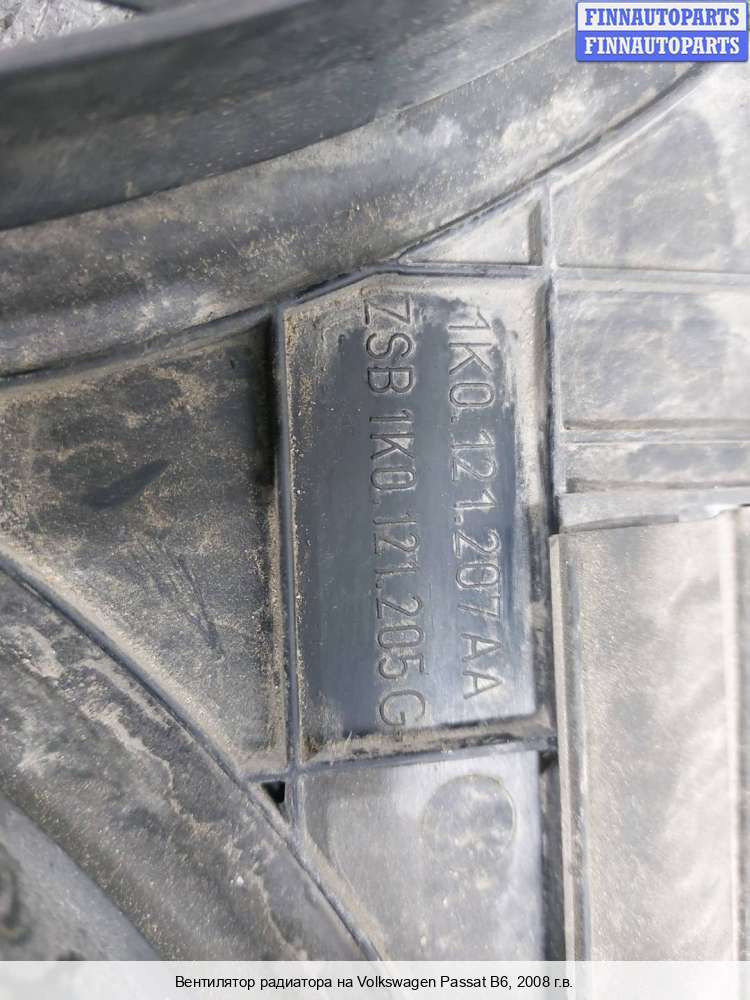 FINNAUTOPARTS
FINNAUTOPARTS
1K0.121.207 AA
ZSB 1K0.121.205 G
Вентилятор радиатора на Volkswagen Passat B6, 2008 г.в.